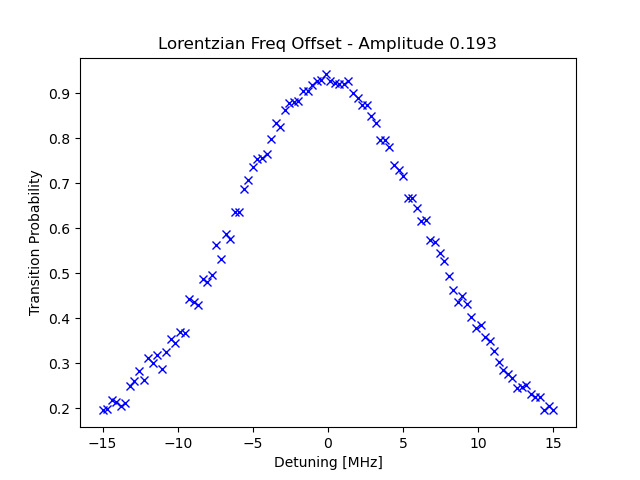 Lorentzian Freq Offset - Amplitude 0.193
Transition Probability
0.9
0.8
0.7
0.6
0.5
0.4
0.3
0.2
−15 −10 −5 0 5 10 15
Detuning [MHz]